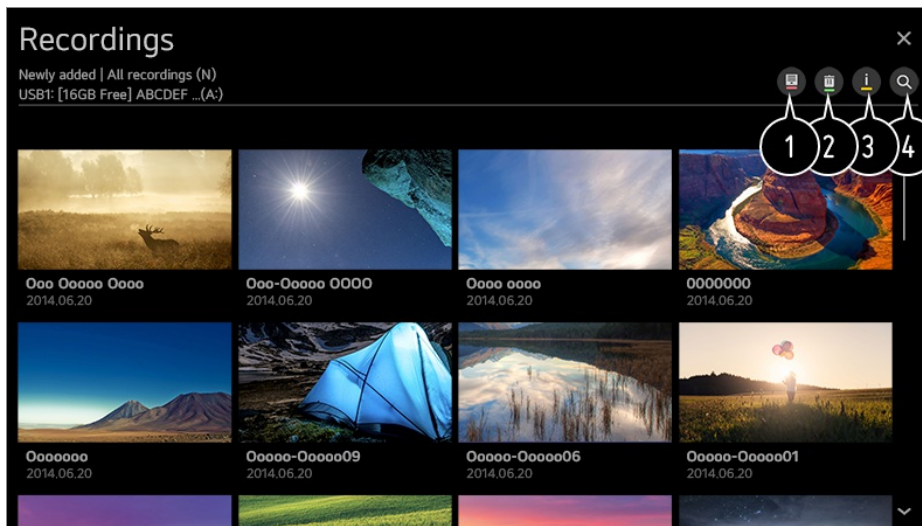 Recordings
Newly added | All recordings (N)
USB1: [16GB Free] ABCDEF ...(A:)
1 2 3 4
Ooo Ooooo Oooo
2014.06.20
Ooo-Ooooo OOOO
2014.06.20
Oooo oooo
2014.06.20
OOOOOOO
2014.06.20
Ooooooo
2014.06.20
Ooooo-Ooooo09
2014.06.20
Ooooo-Ooooo06
2014.06.20
Ooooo-Ooooo01
2014.06.20